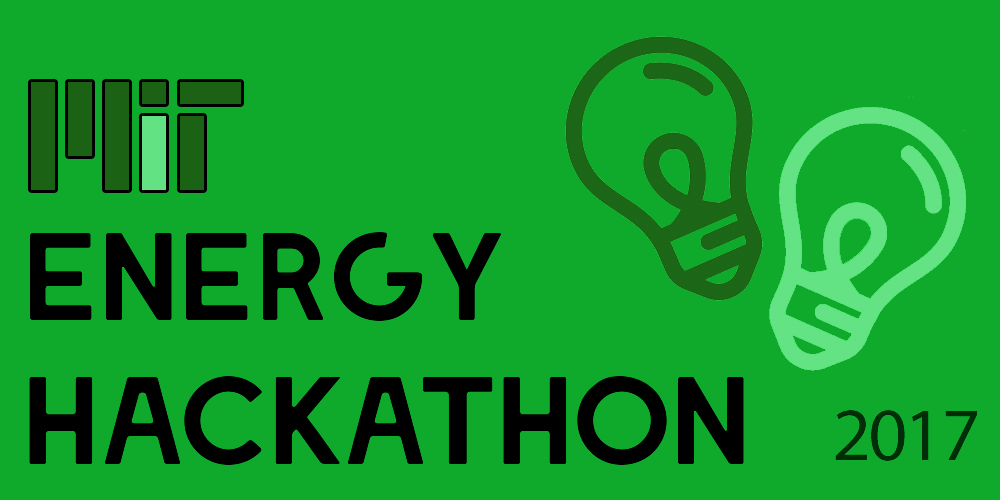 MiT
ENERGY
HACKATHON
2017